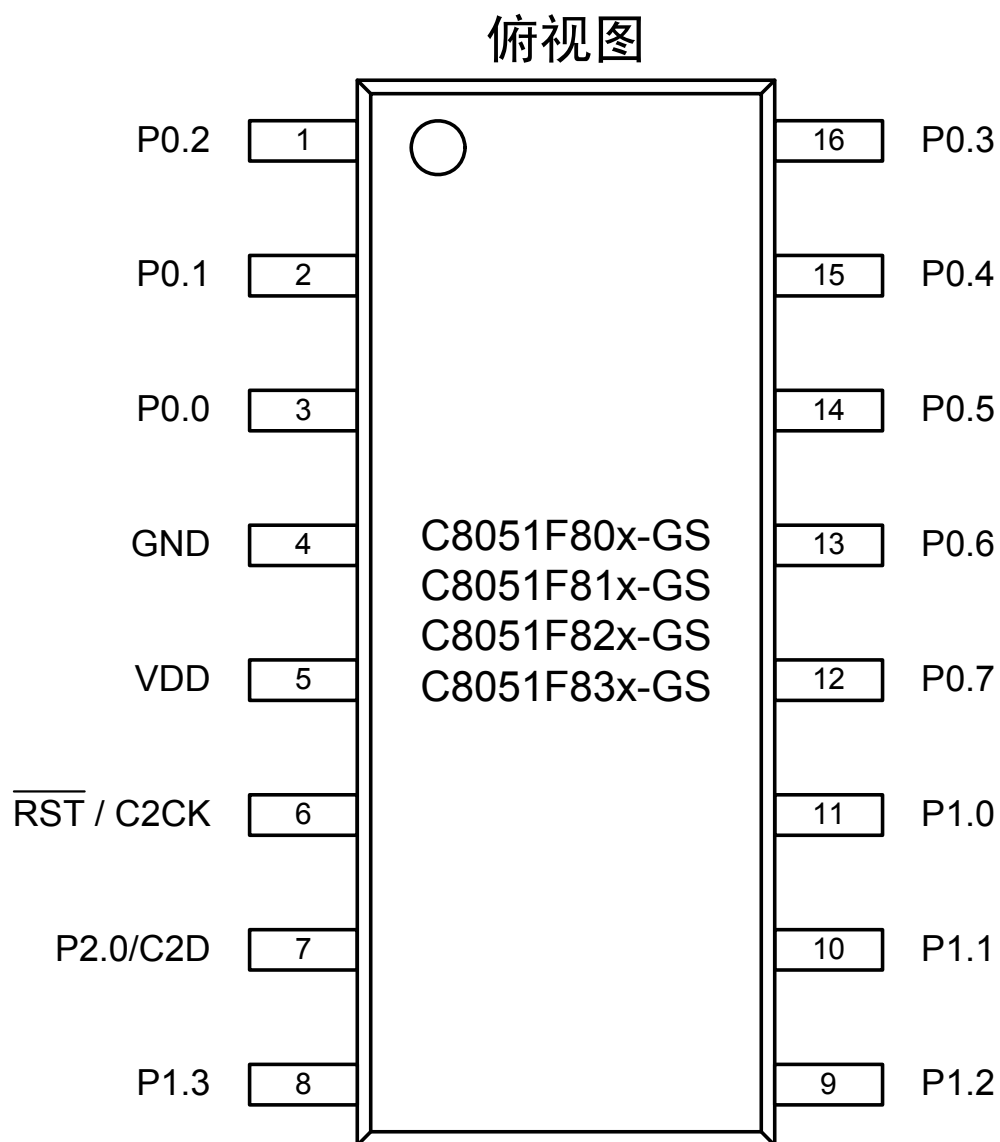 俯视图
P0.2 1 16 P0.3
P0.1 2 15 P0.4
P0.0 3 14 P0.5
GND 4 13 P0.6
C8051F80x-GS
C8051F81x-GS
C8051F82x-GS
C8051F83x-GS
VDD 5 12 P0.7
RST / C2CK 6 11 P1.0
P2.0/C2D 7 10 P1.1
P1.3 8 9 P1.2